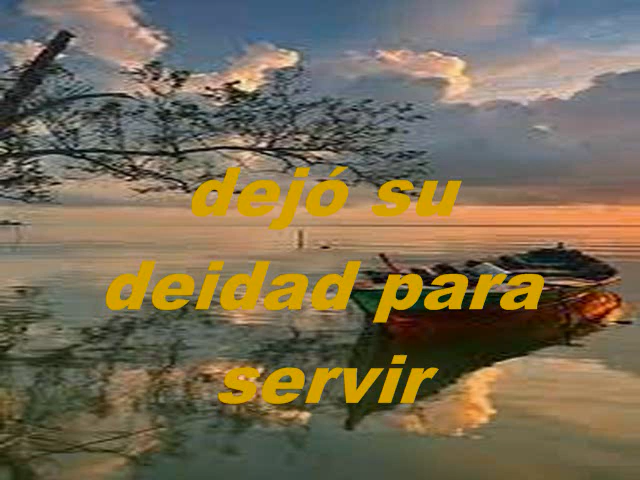 dejó su
deidad para
servir